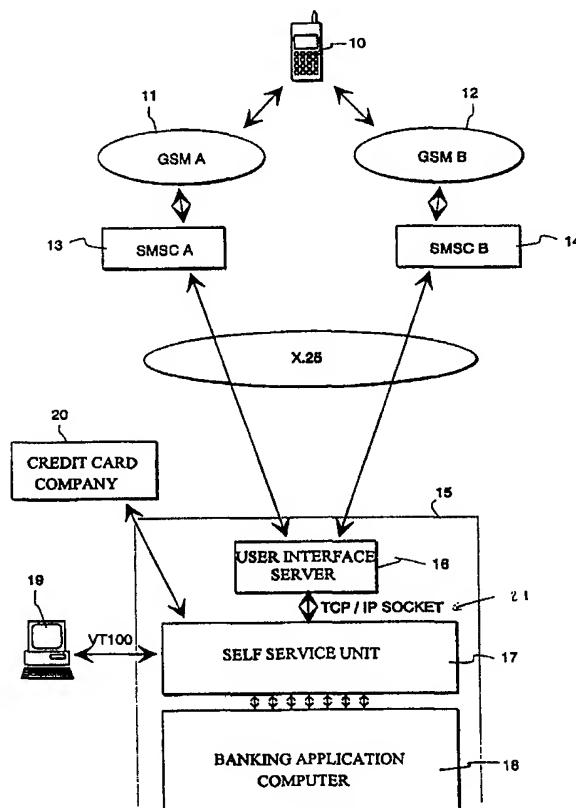 10
11
12
GSM A
GSM B
13
SMSC A
SMSC B
14
X.25
20
CREDIT CARD
COMPANY
15
USER INTERFACE
SERVER
16
19
TCP / IP SOCKET
21
VT100
SELF SERVICE UNIT
17
BANKING APPLICATION
COMPUTER
18